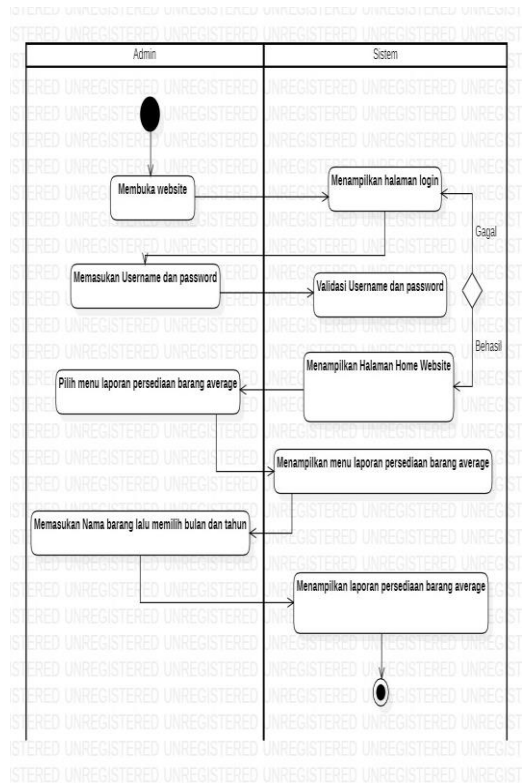 Admin
Sistem
Membuka website
Menampilkan halaman login
Gagal
Memasukan Username dan password
Validasi Username dan password
Behasil
Menampilkan Halaman Home Website
Pilih menu laporan persediaan barang average
Menampilkan menu laporan persediaan barang average
Memasukan Nama barang lalu memilih bulan dan tahun
Menampilkan laporan persediaan barang average
UNREGISTERED